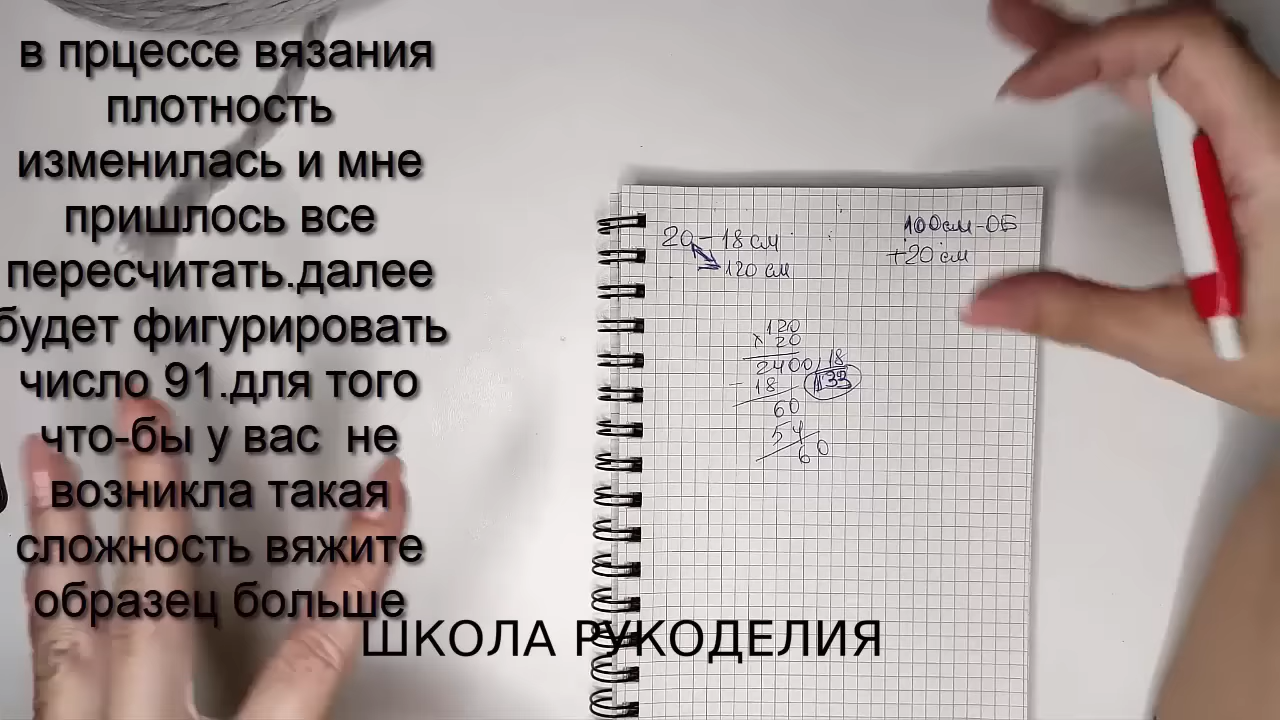 в прцессе вязания
плотность
изменилась и мне
пришлось все
пересчитать.далее
будет фигурировать
число 91.для того
что-бы у вас не
возникла такая
сложность вяжите
образец больше
ШКОЛА РУКОДЕЛИЯ
20 – 18 см
120 см
100см-ОБ
+20 см
120
× 20
2400 18
– 18 133
60
54
60